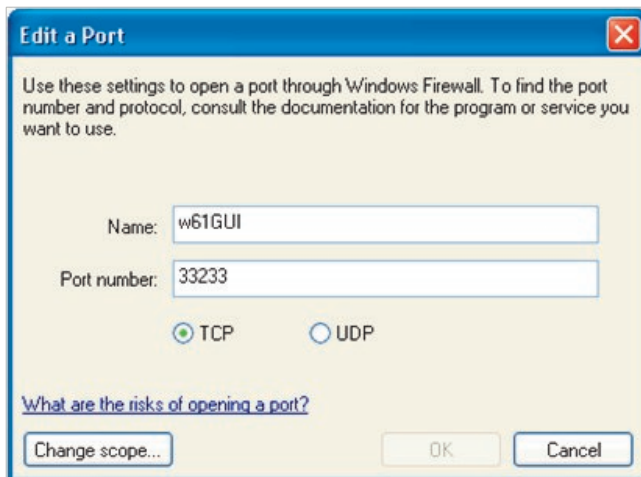 Edit a Port
Use these settings to open a port through Windows Firewall. To find the port
number and protocol, consult the documentation for the program or service you
want to use.
Name: w61GUI
Port number: 33233
TCP UDP
What are the risks of opening a port?
Change scope... OK Cancel